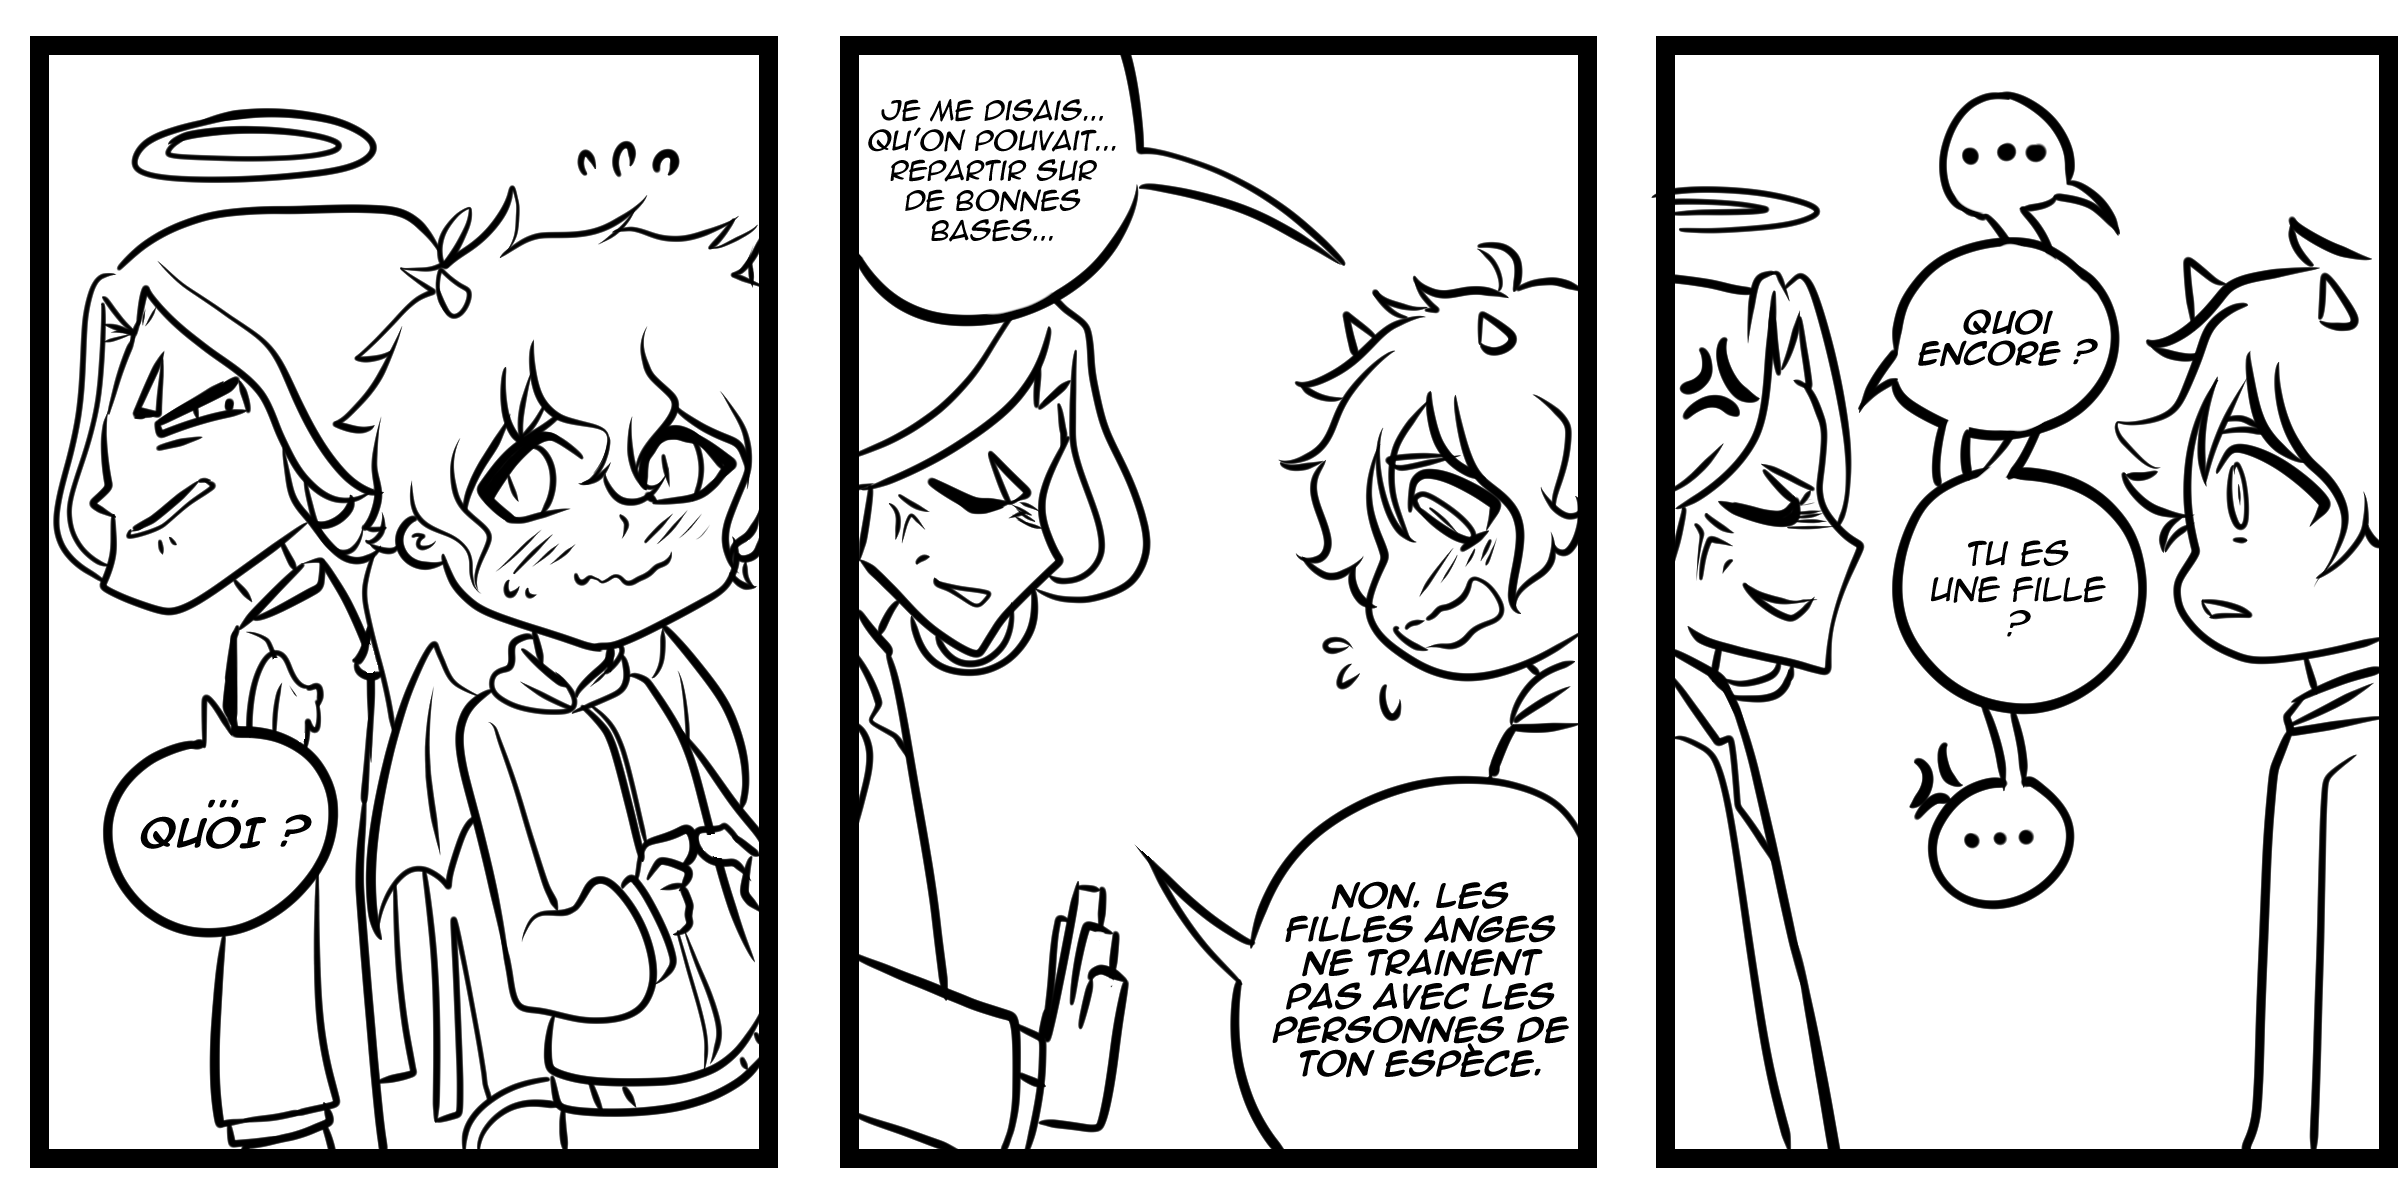 ...
QUOI ?
JE ME DISAIS...
QU'ON POUVAIT...
REPARTIR SUR
DE BONNES
BASES...
NON. LES
FILLES ANGES
NE TRAINENT
PAS AVEC LES
PERSONNES DE
TON ESPÈCE.
...
QUOI
ENCORE ?
TU ES
UNE FILLE
?
...